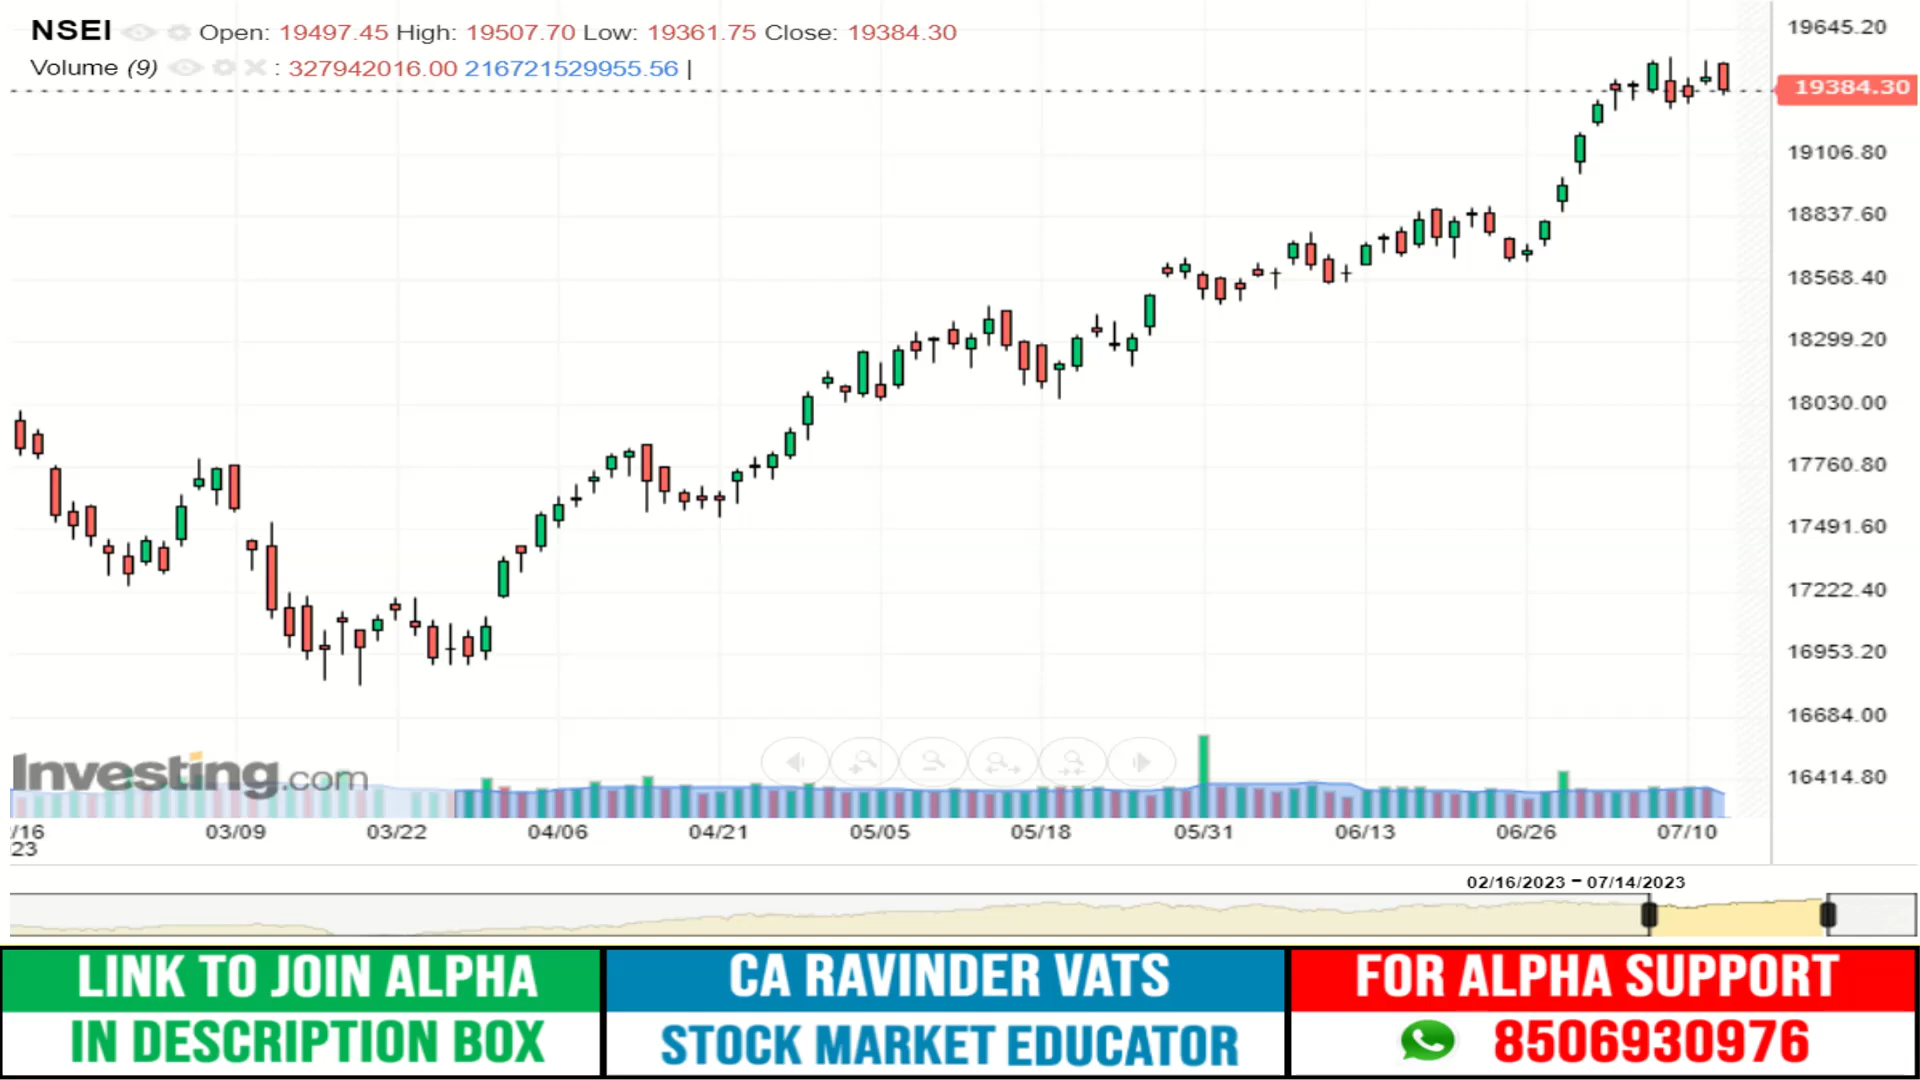 NSEI Open: 19497.45 High: 19507.70 Low: 19361.75 Close: 19384.30
Volume (9) : 327942016.00 216721529955.56 |
19645.20
19384.30
19106.80
18837.60
18568.40
18299.20
18030.00
17760.80
17491.60
17222.40
16953.20
16684.00
16414.80
Investing.com
/16 03/09 03/22 04/06 04/21 05/05 05/18 05/31 06/13 06/26 07/10
23
02/16/2023 - 07/14/2023
LINK TO JOIN ALPHA
IN DESCRIPTION BOX
CA RAVINDER VATS
STOCK MARKET EDUCATOR
FOR ALPHA SUPPORT
8506930976